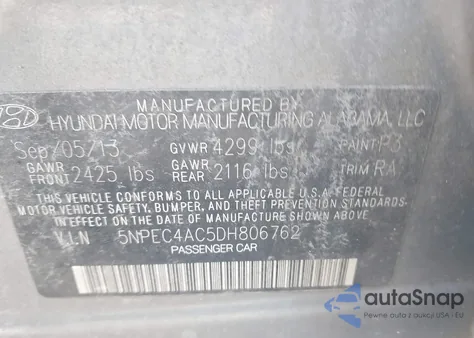 MANUFACTURED BY
HYUNDAI MOTOR MANUFACTURING ALABAMA, LLC
Sep/05/13 GVWR 4299 lbs PAINT P3
GAWR FRONT 2425 lbs GAWR REAR 2116 lbs TRIM RA
THIS VEHICLE CONFORMS TO ALL APPLICABLE U.S.A. FEDERAL
MOTOR VEHICLE SAFETY, BUMPER, AND THEFT PREVENTION STANDARDS
IN EFFECT ON THE DATE OF MANUFACTURE SHOWN ABOVE.
V.I.N 5NPEC4AC5DH806762
PASSENGER CAR
autoSnap
Pewne auta z aukcji USA - EU